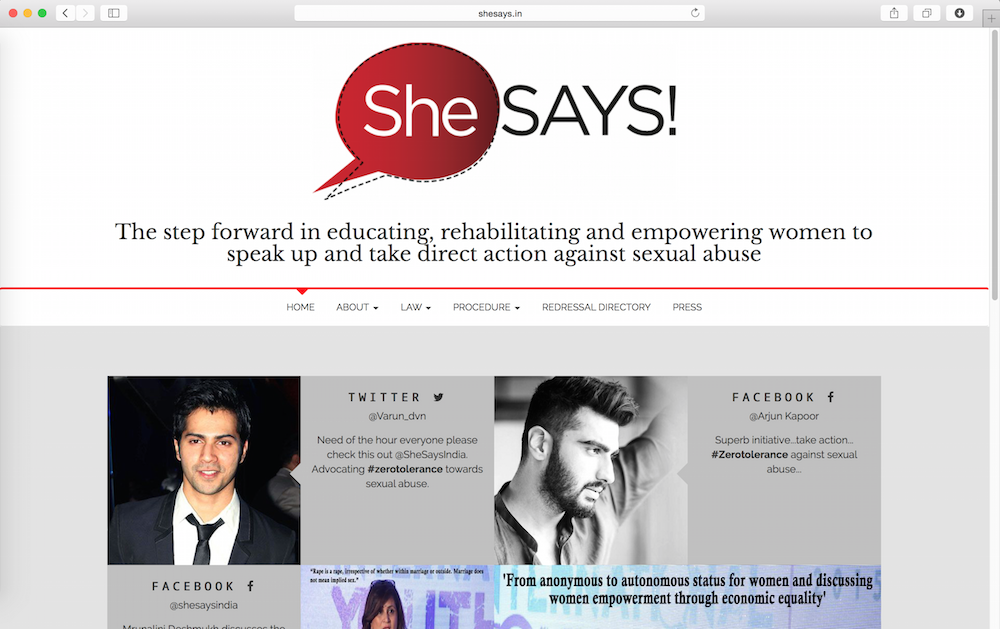 shesays.in
She SAYS!
The step forward in educating, rehabilitating and empowering women to
speak up and take direct action against sexual abuse
HOME ABOUT LAW PROCEDURE REDRESSAL DIRECTORY PRESS
TWITTER
@Varun_dvn
Need of the hour everyone please
check this out @SheSaysIndia.
Advocating #zerotolerance towards
sexual abuse.
FACEBOOK
@Arjun Kapoor
Superb initiative...take action...
#Zerotolerance against sexual
abuse...
FACEBOOK
@shesaysindia
Mrunalini Deshmukh discusses the
"Rape is a rape, irrespective of whether within marriage or outside. Marriage does
not mean implied sex."
'From anonymous to autonomous status for women and discussing
women empowerment through economic equality'